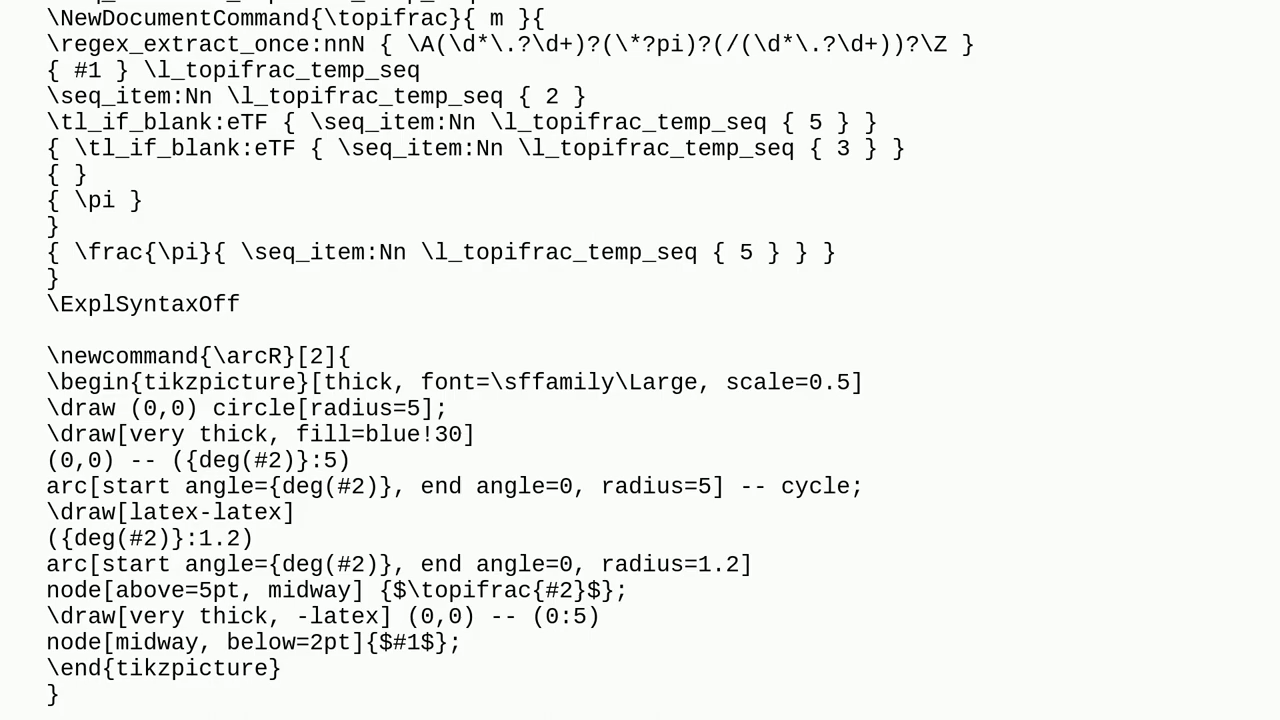 \NewDocumentCommand{\topifrac}{ m }{
\regex_extract_once:nnN { \A(\d*\.?\d+)?(\*?pi)?(/(\d*\.?\d+))?\Z }
{ #1 } \l_topifrac_temp_seq
\seq_item:Nn \l_topifrac_temp_seq { 2 }
\tl_if_blank:eTF { \seq_item:Nn \l_topifrac_temp_seq { 5 } }
{ \tl_if_blank:eTF { \seq_item:Nn \l_topifrac_temp_seq { 3 } }
{ }
{ \pi }
}
{ \frac{\pi}{ \seq_item:Nn \l_topifrac_temp_seq { 5 } } }
}
\ExplSyntaxOff
\newcommand{\arcR}[2]{
\begin{tikzpicture}[thick, font=\sffamily\Large, scale=0.5]
\draw (0,0) circle[radius=5];
\draw[very thick, fill=blue!30]
(0,0) -- ({deg(#2)}:5)
arc[start angle={deg(#2)}, end angle=0, radius=5] -- cycle;
\draw[latex-latex]
({deg(#2)}:1.2)
arc[start angle={deg(#2)}, end angle=0, radius=1.2]
node[above=5pt, midway] {$\topifrac{#2}$};
\draw[very thick, -latex] (0,0) -- (0:5)
node[midway, below=2pt]{$#1$};
\end{tikzpicture}
}